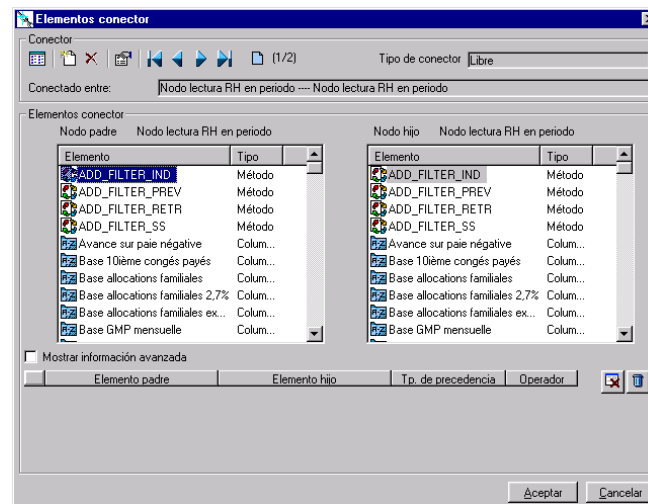 Elementos conector
Conector
(1/2)
Tipo de conector Libre
Conectado entre: Nodo lectura RH en periodo ---- Nodo lectura RH en periodo
Elementos conector
Nodo padre Nodo lectura RH en periodo
Nodo hijo Nodo lectura RH en periodo
Elemento Tipo
ADD_FILTER_IND Método
ADD_FILTER_PREV Método
ADD_FILTER_RETR Método
ADD_FILTER_SS Método
Avance sur paie négative Colum...
Base 10ième congés payés Colum...
Base allocations familiales Colum...
Base allocations familiales 2,7% Colum...
Base allocations familiales ex... Colum...
Base GMP mensuelle Colum...
Elemento Tipo
ADD_FILTER_IND Método
ADD_FILTER_PREV Método
ADD_FILTER_RETR Método
ADD_FILTER_SS Método
Avance sur paie négative Colum...
Base 10ième congés payés Colum...
Base allocations familiales Colum...
Base allocations familiales 2,7% Colum...
Base allocations familiales ex... Colum...
Base GMP mensuelle Colum...
Mostrar información avanzada
Elemento padre Elemento hijo Tp. de precedencia Operador
Aceptar Cancelar